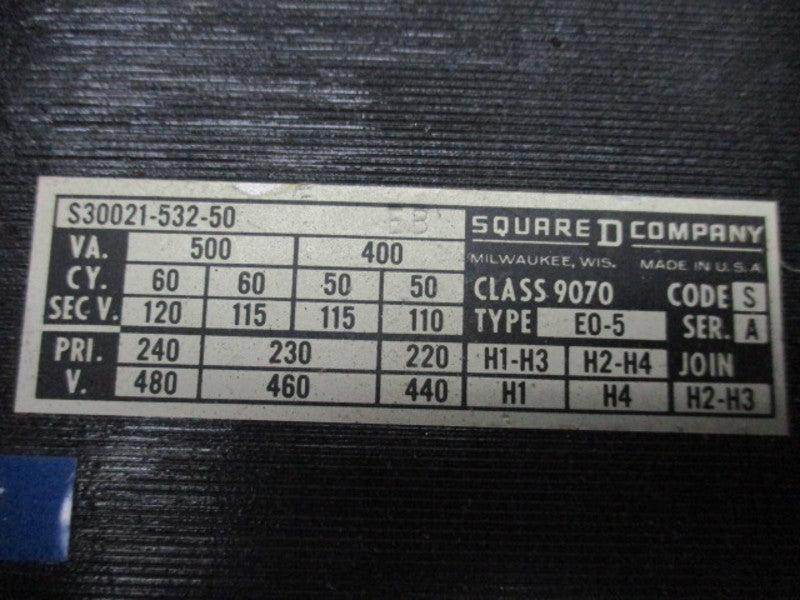 S30021-532-50 EB
SQUARE D COMPANY
MILWAUKEE, WIS. MADE IN U.S.A
VA. 500 400
CY. 60 60 50 50
SEC V. 120 115 115 110
CLASS 9070 CODE S
TYPE EO-5 SER. A
PRI. 240 230 220
V. 480 460 440
H1-H3 H2-H4 JOIN
H1 H4 H2-H3